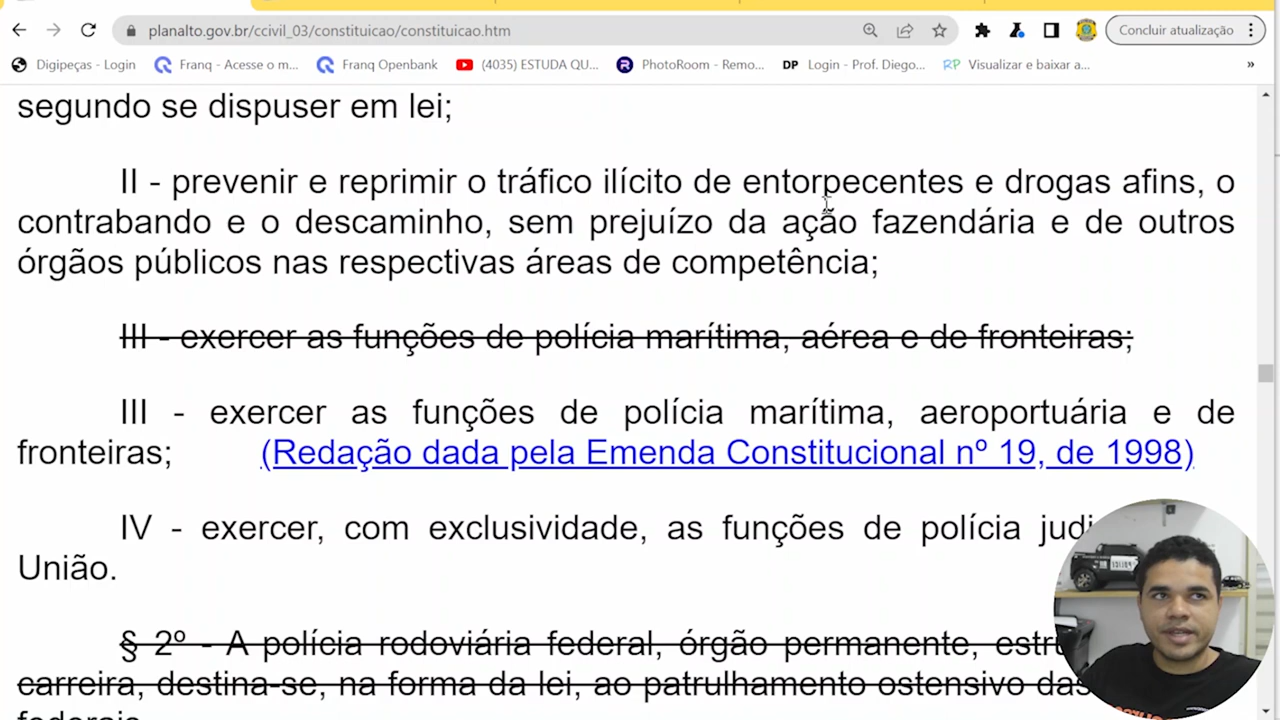 planalto.gov.br/ccivil_03/constituicao/constituicao.htm
Concluir atualização
Digipeças - Login
Franq - Acesse o m...
Franq Openbank
(4035) ESTUDA QU...
PhotoRoom - Remo...
DP Login - Prof. Diego...
RP Visualizar e baixar a...
»
segundo se dispuser em lei;
II - prevenir e reprimir o tráfico ilícito de entorpecentes e drogas afins, o
contrabando e o descaminho, sem prejuízo da ação fazendária e de outros
órgãos públicos nas respectivas áreas de competência;
III - exercer as funções de polícia marítima, aérea e de fronteiras;
III - exercer as funções de polícia marítima, aeroportuária e de
fronteiras; (Redação dada pela Emenda Constitucional nº 19, de 1998)
IV - exercer, com exclusividade, as funções de polícia judi
União.
§ 2º - A polícia rodoviária federal, órgão permanente, estru
carreira, destina-se, na forma da lei, ao patrulhamento ostensivo das
federais